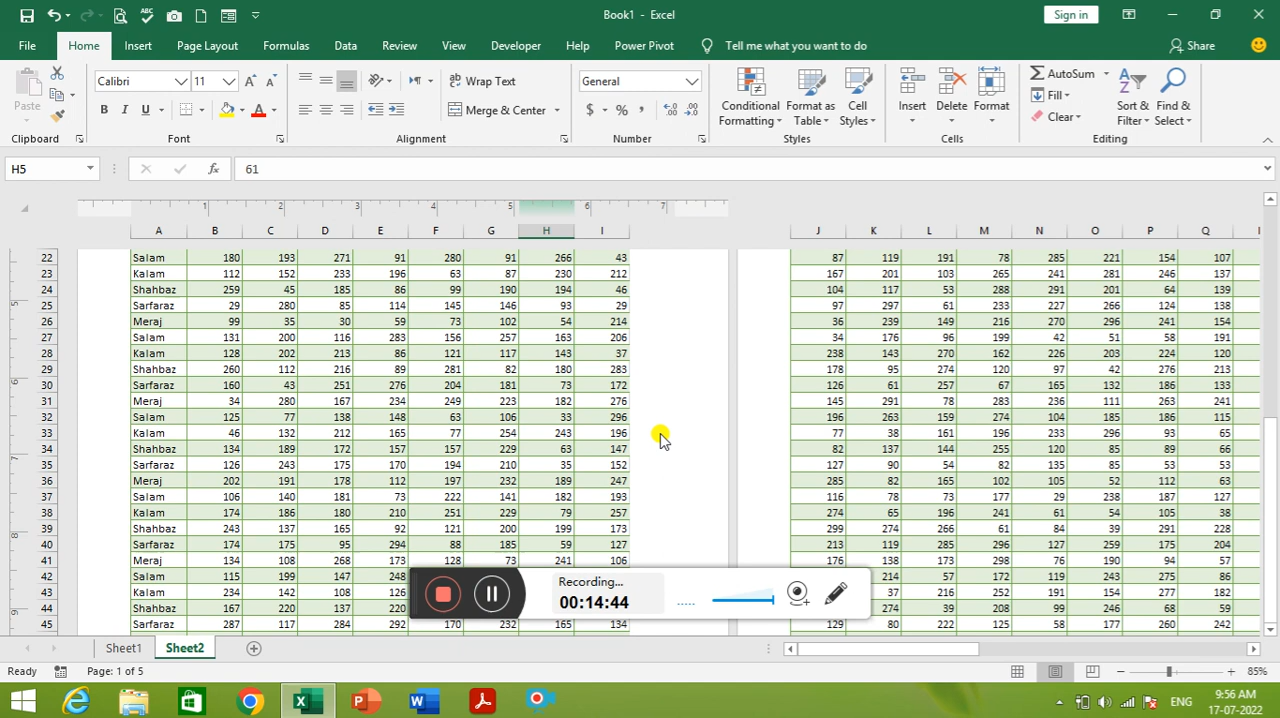 Book1 - Excel
Sign in
File Home Insert Page Layout Formulas Data Review View Developer Help Power Pivot Tell me what you want to do Share
Paste
Calibri 11
B I U
Wrap Text
Merge & Center
General
$ % ,
Conditional Formatting Format as Table Cell Styles
Insert Delete Format
AutoSum
Fill
Clear
Sort & Filter Find & Select
Clipboard Font Alignment Number Styles Cells Editing
H5 fx 61
1 2 3 4 5 6 7
A B C D E F G H I J K L M N O P Q
22 Salam 180 193 271 91 280 91 266 43 87 119 191 78 285 221 154 107
23 Kalam 112 152 233 196 63 87 230 212 167 201 103 265 241 281 246 137
24 Shahbaz 259 45 185 86 99 190 194 46 104 117 53 288 291 201 64 139
25 Sarfaraz 29 280 85 114 145 146 93 29 97 297 61 233 227 266 124 138
26 Meraj 99 35 30 59 73 102 54 214 36 239 149 216 270 296 241 154
27 Salam 131 200 116 283 156 257 163 206 34 176 96 199 42 51 58 191
28 Kalam 128 202 213 86 121 117 143 37 238 143 270 162 226 203 224 120
29 Shahbaz 260 112 216 89 281 82 180 283 178 95 274 120 97 42 276 213
30 Sarfaraz 160 43 251 276 204 181 73 172 126 61 257 67 165 132 186 133
31 Meraj 34 280 167 234 249 223 182 276 145 291 78 283 236 111 263 241
32 Salam 125 77 138 148 63 106 33 296 196 263 159 274 104 185 186 115
33 Kalam 46 132 212 165 77 254 243 196 77 38 161 196 233 296 93 65
34 Shahbaz 134 189 172 157 157 229 63 147 82 137 144 255 120 85 89 66
35 Sarfaraz 126 243 175 170 194 210 35 152 127 90 54 82 135 85 53 53
36 Meraj 202 191 178 112 197 232 189 247 285 82 165 102 105 52 112 63
37 Salam 106 140 181 73 222 141 182 193 116 78 73 177 29 238 187 127
38 Kalam 174 186 180 210 251 229 79 257 274 65 196 241 61 54 105 38
39 Shahbaz 243 137 165 92 121 200 199 173 299 274 266 61 84 39 291 228
40 Sarfaraz 174 175 95 294 88 185 59 127 213 119 285 296 127 259 175 204
41 Meraj 134 108 268 173 128 73 241 106 176 138 173 298 76 190 94 57
42 Salam 115 199 147 248 214 57 172 119 243 275 86
43 Kalam 234 142 108 126 216 252 191 154 277 182
44 Shahbaz 167 220 137 220 274 39 208 99 246 68 59
45 Sarfaraz 287 117 284 292 170 232 165 134 129 80 222 125 58 177 260 242
Recording...
00:14:44
Sheet1 Sheet2
Ready Page: 1 of 5 85%
ENG 9:56 AM
17-07-2022